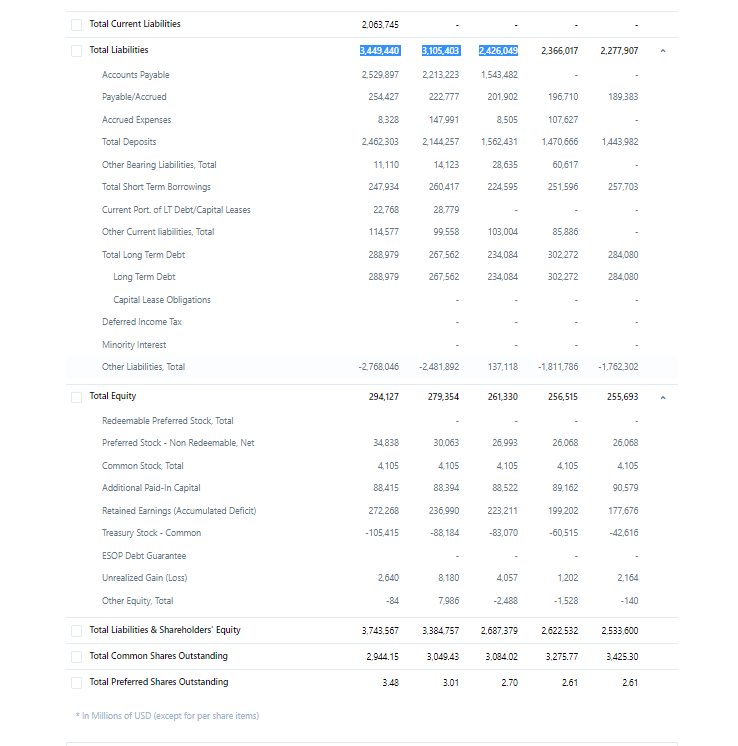 Total Current Liabilities 2,063,745 - - - -
Total Liabilities 3,449,440 3,105,403 2,426,049 2,366,017 2,277,907
Accounts Payable 2,529,897 2,213,223 1,543,482 - -
Payable/Accrued 254,427 222,777 201,902 196,710 189,383
Accrued Expenses 8,328 147,991 8,505 107,627 -
Total Deposits 2,462,303 2,144,257 1,562,431 1,470,666 1,443,982
Other Bearing Liabilities, Total 11,110 14,123 28,635 60,617 -
Total Short Term Borrowings 247,934 260,417 224,595 251,596 257,703
Current Port. of LT Debt/Capital Leases 22,768 28,779 - - -
Other Current liabilities, Total 114,577 99,558 103,004 85,886 -
Total Long Term Debt 288,979 267,562 234,084 302,272 284,080
Long Term Debt 288,979 267,562 234,084 302,272 284,080
Capital Lease Obligations - - - -
Deferred Income Tax - - - -
Minority Interest - - - -
Other Liabilities, Total -2,768,046 -2,481,892 137,118 -1,811,786 -1,762,302
Total Equity 294,127 279,354 261,330 256,515 255,693
Redeemable Preferred Stock, Total - - - -
Preferred Stock - Non Redeemable, Net 34,838 30,063 26,993 26,068 26,068
Common Stock, Total 4,105 4,105 4,105 4,105 4,105
Additional Paid-In Capital 88,415 88,394 88,522 89,162 90,579
Retained Earnings (Accumulated Deficit) 272,268 236,990 223,211 199,202 177,676
Treasury Stock - Common -105,415 -88,184 -83,070 -60,515 -42,616
ESOP Debt Guarantee - - - -
Unrealized Gain (Loss) 2,640 8,180 4,057 1,202 2,164
Other Equity, Total -84 7,986 -2,488 -1,528 -140
Total Liabilities & Shareholders' Equity 3,743,567 3,384,757 2,687,379 2,622,532 2,533,600
Total Common Shares Outstanding 2,944.15 3,049.43 3,084.02 3,275.77 3,425.30
Total Preferred Shares Outstanding 3.48 3.01 2.70 2.61 2.61
* In Millions of USD (except for per share items)